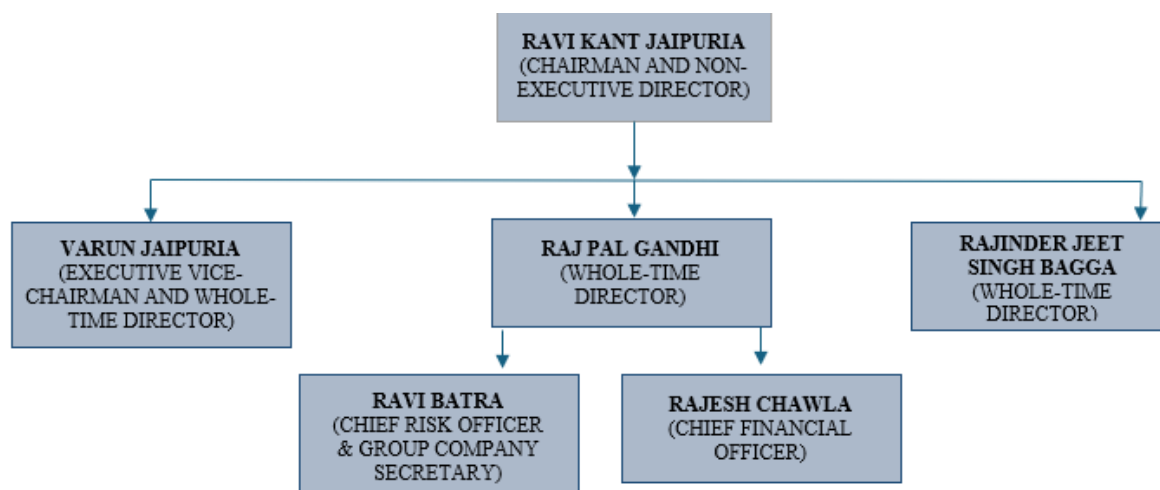 RAVI KANT JAIPURIA
(CHAIRMAN AND NON-
EXECUTIVE DIRECTOR)
VARUN JAIPURIA
(EXECUTIVE VICE-
CHAIRMAN AND WHOLE-
TIME DIRECTOR)
RAJ PAL GANDHI
(WHOLE-TIME
DIRECTOR)
RAJINDER JEET
SINGH BAGGA
(WHOLE-TIME
DIRECTOR)
RAVI BATRA
(CHIEF RISK OFFICER
& GROUP COMPANY
SECRETARY)
RAJESH CHAWLA
(CHIEF FINANCIAL
OFFICER)